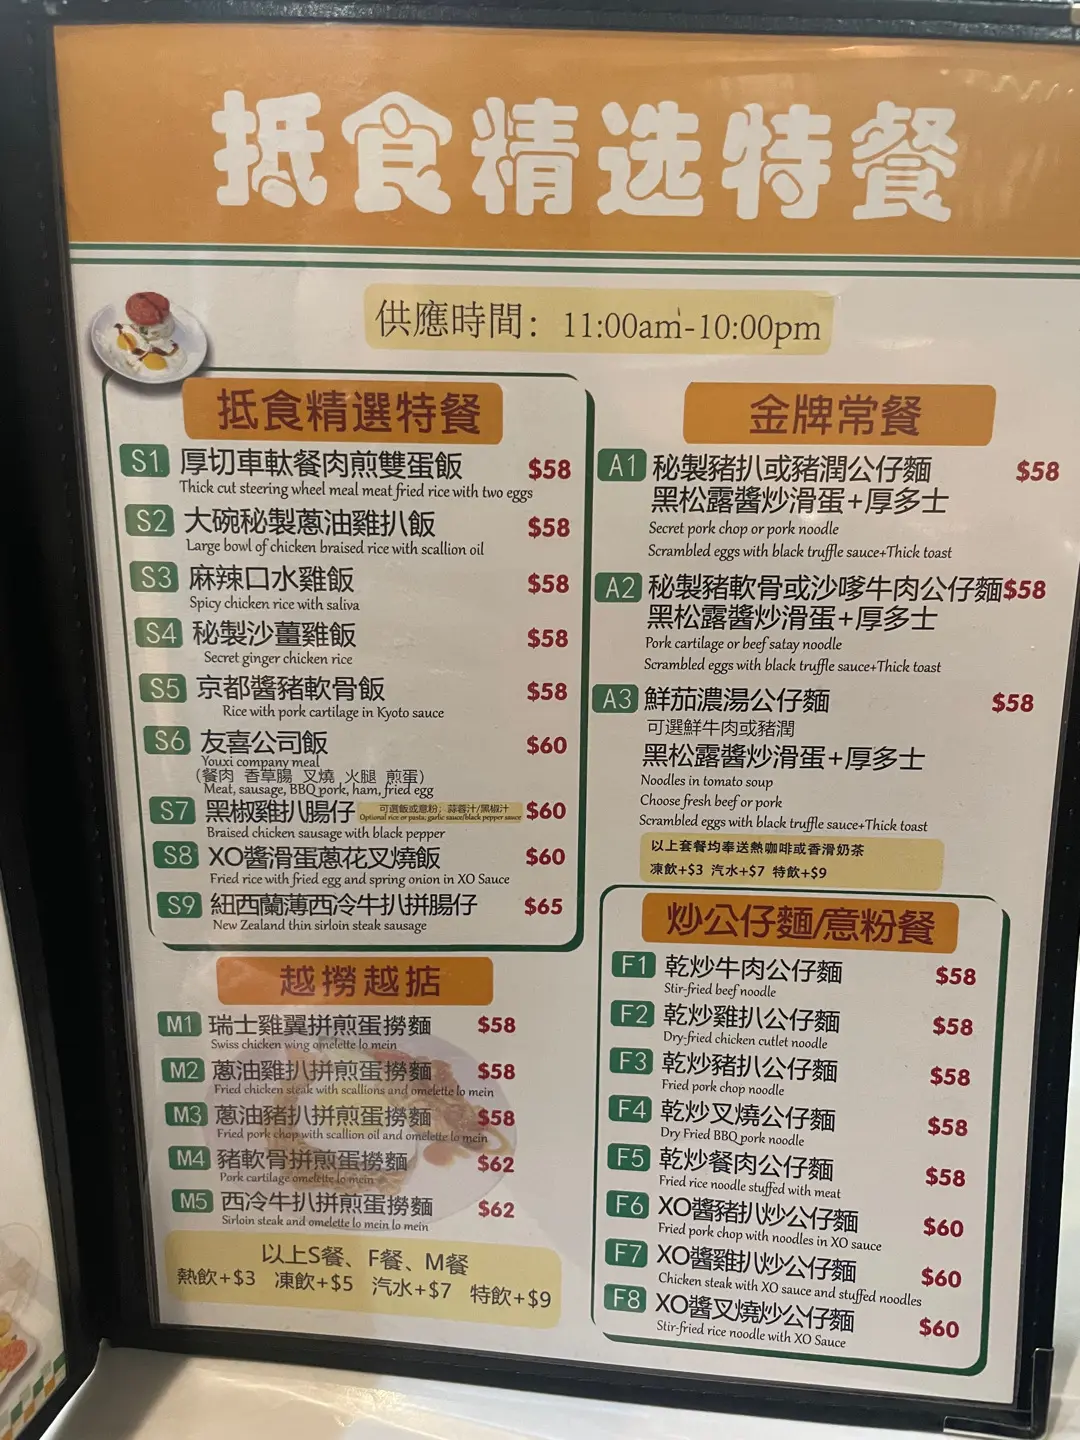 抵食精选特餐
供應時間：11:00am-10:00pm
抵食精選特餐
S1 厚切車軚餐肉煎雙蛋飯 $58
Thick cut steering wheel meal meat fried rice with two eggs
S2 大碗秘製蔥油雞扒飯 $58
Large bowl of chicken braised rice with scallion oil
S3 麻辣口水雞飯 $58
Spicy chicken rice with saliva
S4 秘製沙薑雞飯 $58
Secret ginger chicken rice
S5 京都醬豬軟骨飯 $58
Rice with pork cartilage in Kyoto sauce
S6 友喜公司飯 $60
Youxi company meal
（餐肉 香草腸 叉燒 火腿 煎蛋）
Meat, sausage, BBQ pork, ham, fried egg
S7 黑椒雞扒腸仔 可選飯或意粉；蒜蓉汁/黑椒汁 $60
Optional rice or pasta; garlic sauce/black pepper sauce
Braised chicken sausage with black pepper
S8 XO醬滑蛋蔥花叉燒飯 $60
Fried rice with fried egg and spring onion in XO Sauce
S9 紐西蘭薄西冷牛扒拼腸仔 $65
New Zealand thin sirloin steak sausage
越撈越掂
M1 瑞士雞翼拼煎蛋撈麵 $58
Swiss chicken wing omelette lo mein
M2 蔥油雞扒拼煎蛋撈麵 $58
Fried chicken steak with scallions and omelette lo mein
M3 蔥油豬扒拼煎蛋撈麵 $58
Fried pork chop with scallion oil and omelette lo mein
M4 豬軟骨拼煎蛋撈麵 $62
Pork cartilage omelette lo mein
M5 西冷牛扒拼煎蛋撈麵 $62
Sirloin steak and omelette lo mein lo mein
以上S餐、F餐、M餐
熱飲+$3 凍飲+$5 汽水+$7 特飲+$9
金牌常餐
A1 秘製豬扒或豬潤公仔麵 $58
黑松露醬炒滑蛋+厚多士
Secret pork chop or pork noodle
Scrambled eggs with black truffle sauce+Thick toast
A2 秘製豬軟骨或沙嗲牛肉公仔麵$58
黑松露醬炒滑蛋+厚多士
Pork cartilage or beef satay noodle
Scrambled eggs with black truffle sauce+Thick toast
A3 鮮茄濃湯公仔麵 $58
可選鮮牛肉或豬潤
黑松露醬炒滑蛋+厚多士
Noodles in tomato soup
Choose fresh beef or pork
Scrambled eggs with black truffle sauce+Thick toast
以上套餐均奉送熱咖啡或香滑奶茶
凍飲+$3 汽水+$7 特飲+$9
炒公仔麵/意粉餐
F1 乾炒牛肉公仔麵 $58
Stir-fried beef noodle
F2 乾炒雞扒公仔麵 $58
Dry-fried chicken cutlet noodle
F3 乾炒豬扒公仔麵 $58
Fried pork chop noodle
F4 乾炒叉燒公仔麵 $58
Dry Fried BBQ pork noodle
F5 乾炒餐肉公仔麵 $58
Fried rice noodle stuffed with meat
F6 XO醬豬扒炒公仔麵 $60
Fried pork chop with noodles in XO sauce
F7 XO醬雞扒炒公仔麵 $60
Chicken steak with XO sauce and stuffed noodles
F8 XO醬叉燒炒公仔麵 $60
Stir-fried rice noodle with XO Sauce